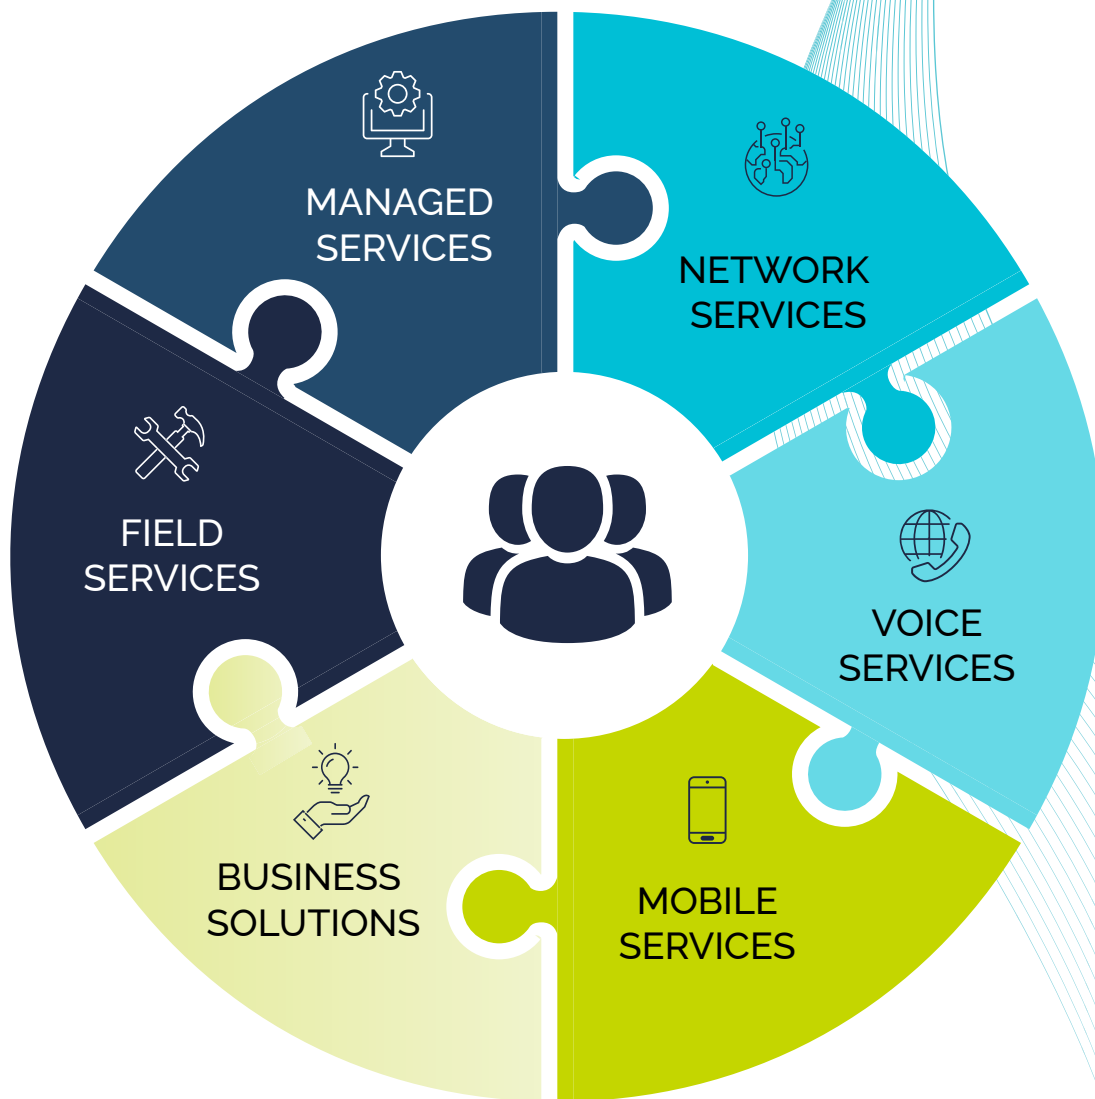 MANAGED
SERVICES
NETWORK
SERVICES
FIELD
SERVICES
VOICE
SERVICES
BUSINESS
SOLUTIONS
MOBILE
SERVICES